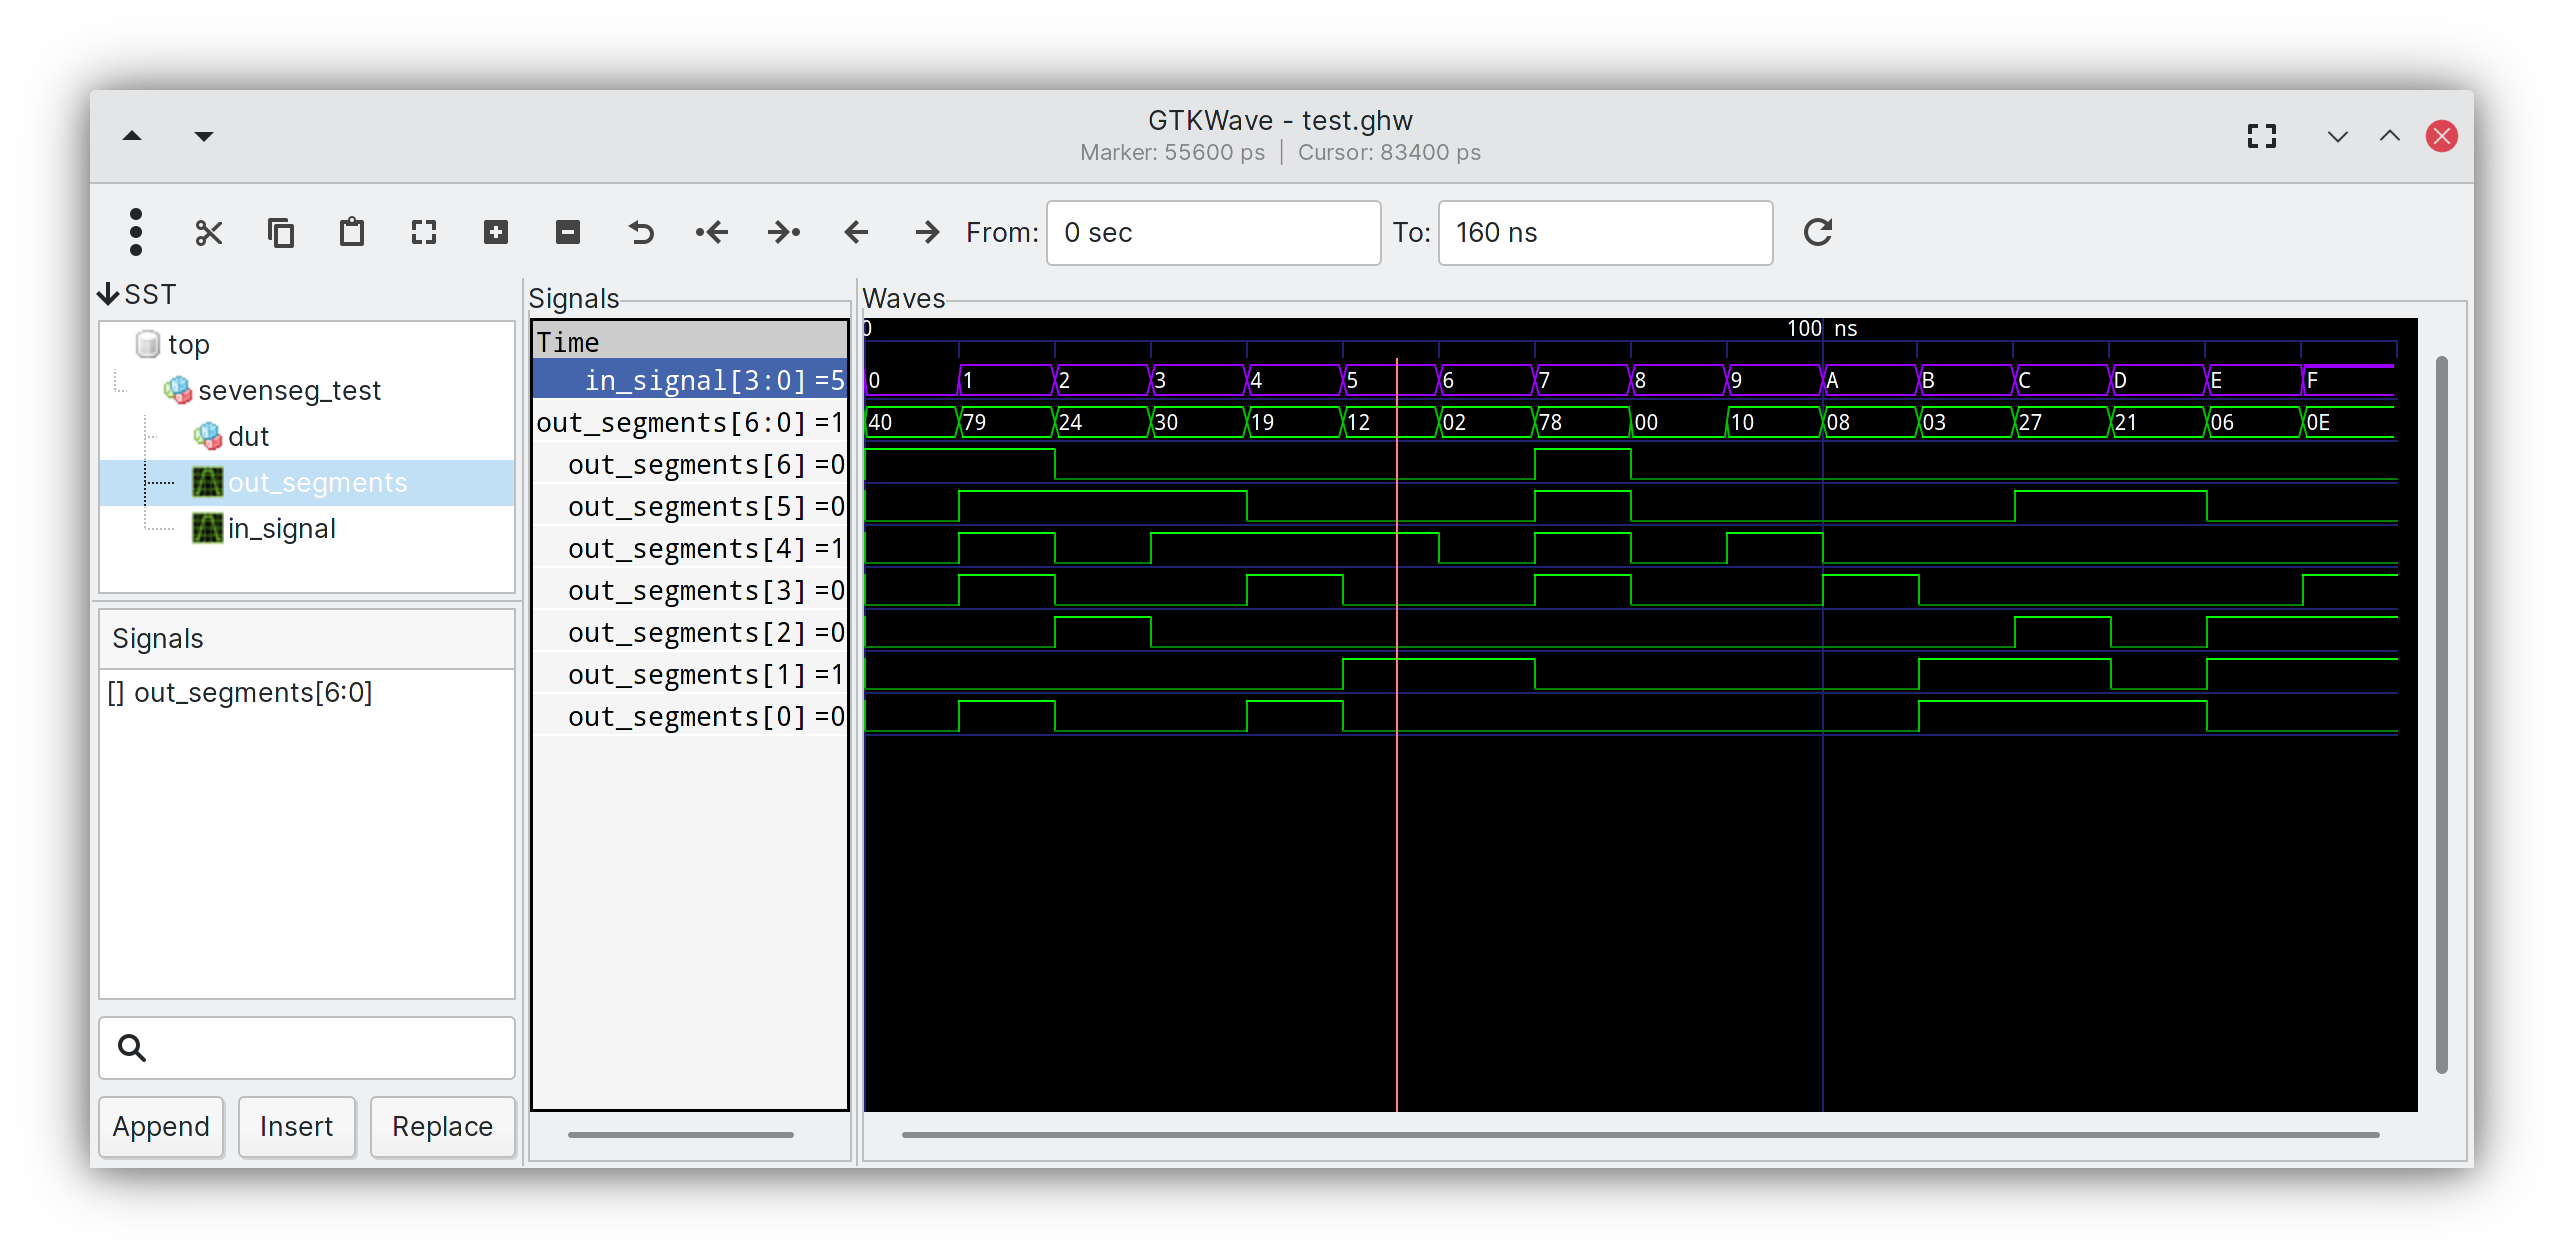 GTKWave - test.ghw
Marker: 55600 ps | Cursor: 83400 ps
From: 0 sec To: 160 ns
SST
top
sevenseg_test
dut
out_segments
in_signal
Signals
[] out_segments[6:0]
Append Insert Replace
Signals
Time
in_signal[3:0] =5
out_segments[6:0] =1
out_segments[6] =0
out_segments[5] =0
out_segments[4] =1
out_segments[3] =0
out_segments[2] =0
out_segments[1] =1
out_segments[0] =0
Waves
0 100 ns
0 1 2 3 4 5 6 7 8 9 A B C D E F
40 79 24 30 19 12 02 78 00 10 08 03 27 21 06 0E